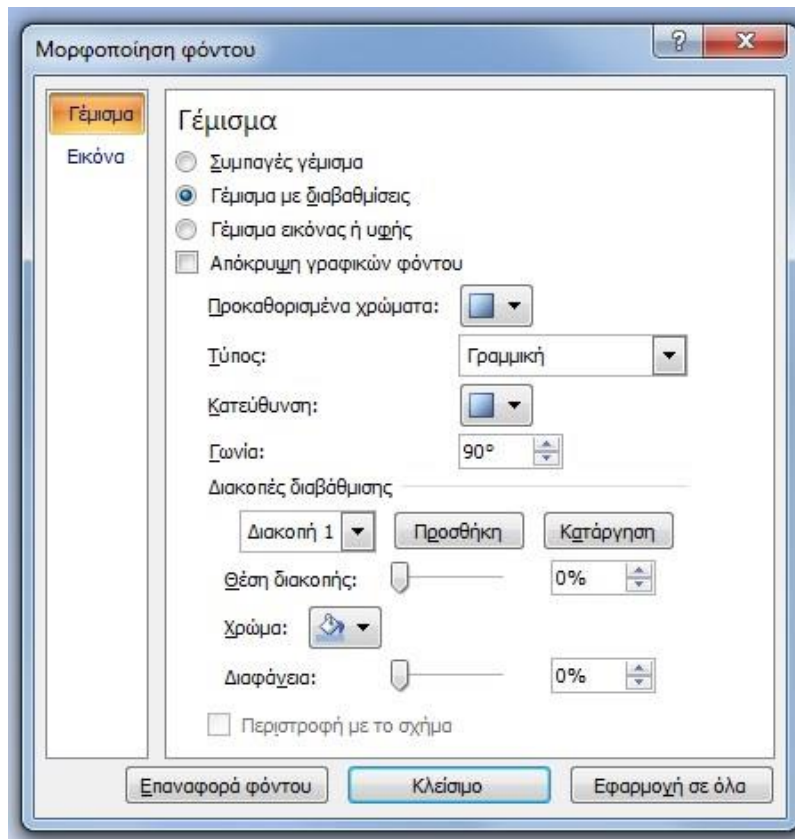 Μορφοποίηση φόντου
Γέμισμα
Εικόνα
Γέμισμα
Συμπαγές γέμισμα
Γέμισμα με διαβαθμίσεις
Γέμισμα εικόνας ή υφής
Απόκρυψη γραφικών φόντου
Προκαθορισμένα χρώματα:
Τύπος: Γραμμική
Κατεύθυνση:
Γωνία: 90°
Διακοπές διαβάθμισης
Διακοπή 1 Προσθήκη Κατάργηση
Θέση διακοπής: 0%
Χρώμα:
Διαφάνεια: 0%
Περιστροφή με το σχήμα
Επαναφορά φόντου Κλείσιμο Εφαρμογή σε όλα